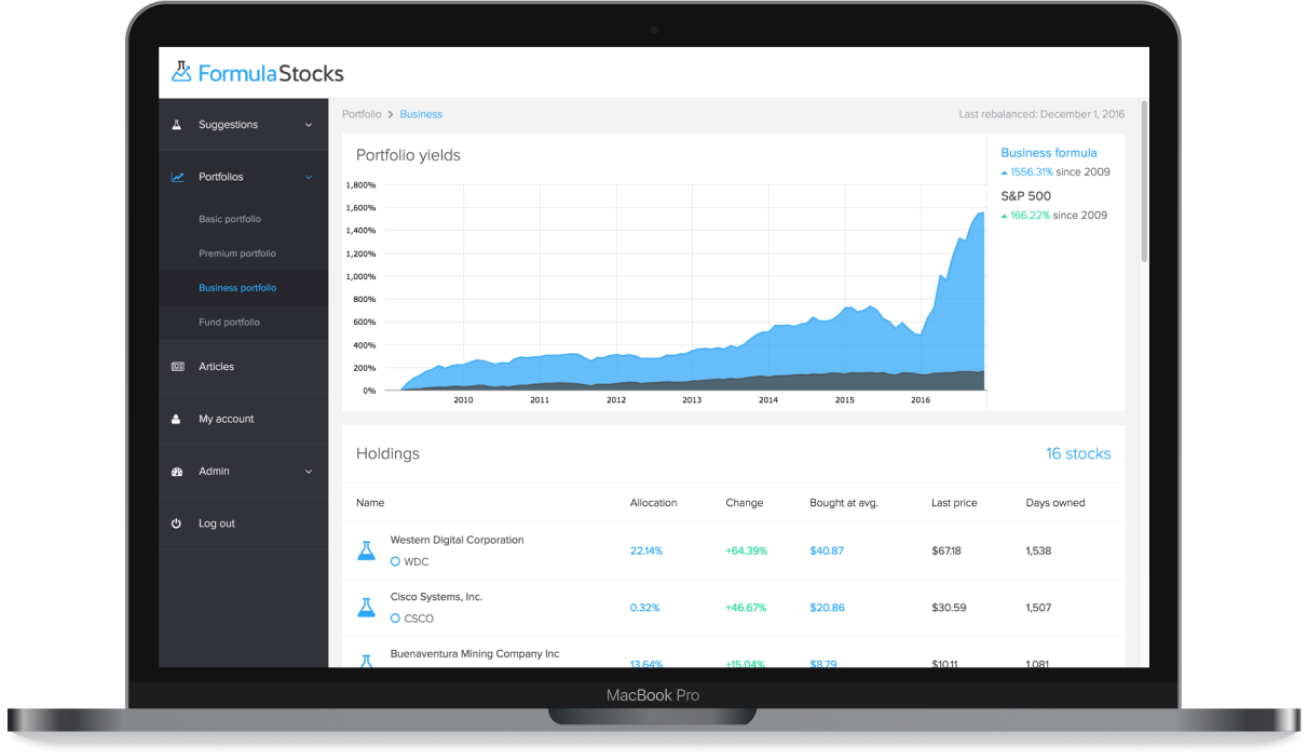 FormulaStocks
Suggestions
Portfolios
Basic portfolio
Premium portfolio
Business portfolio
Fund portfolio
Articles
My account
Admin
Log out
Portfolio > Business
Last rebalanced: December 1, 2016
Portfolio yields
1,800%
1,600%
1,400%
1,200%
1,000%
800%
600%
400%
200%
0%
2010 2011 2012 2013 2014 2015 2016
Business formula
1556.31% since 2009
S&P 500
166.22% since 2009
Holdings
16 stocks
Name Allocation Change Bought at avg. Last price Days owned
Western Digital Corporation
WDC
22.14% +64.39% $40.87 $67.18 1,538
Cisco Systems, Inc.
CSCO
0.32% +46.67% $20.86 $30.59 1,507
Buenaventura Mining Company Inc
13.64% +15.04% $8.79 $10.11 1,081
MacBook Pro